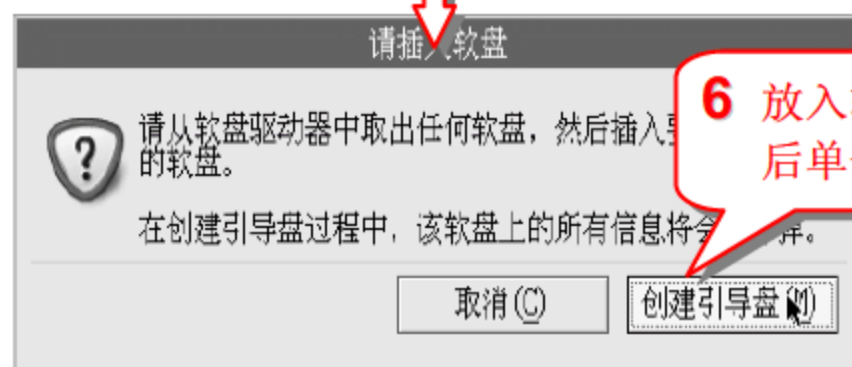 请插入软盘
6 放入
后单
请从软盘驱动器中取出任何软盘，然后插入
的软盘。
在创建引导盘过程中，该软盘上的所有信息将会 掉。
取消(C)
创建引导盘(M)